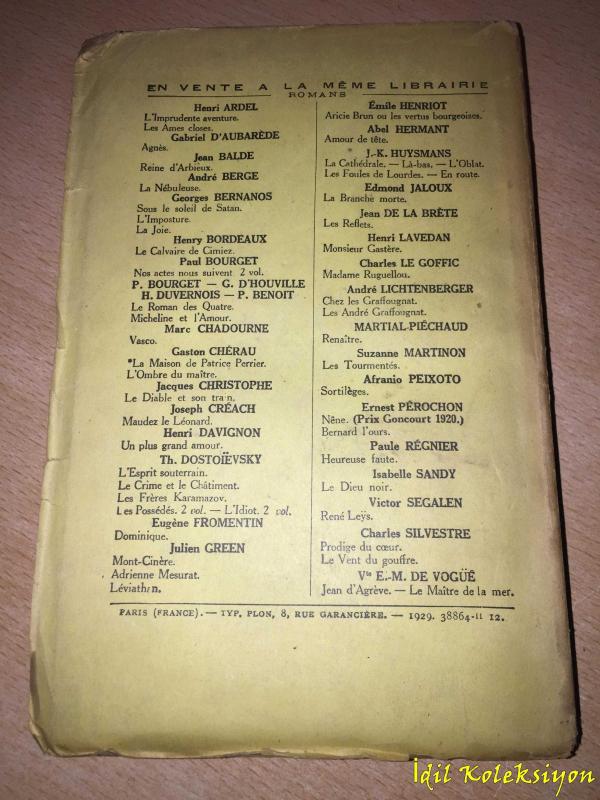 EN VENTE A LA MÊME LIBRAIRIE
ROMANS
Henri ARDEL
L'Imprudente aventure.
Les Ames closes.
Gabriel D'AUBARÈDE
Agnès.
Jean BALDE
Reine d'Arbieux.
André BERGE
La Nébuleuse.
Georges BERNANOS
Sous le soleil de Satan.
L'Imposture.
La Joie.
Henry BORDEAUX
Le Calvaire de Cimiez.
Paul BOURGET
Nos actes nous suivent 2 vol.
P. BOURGET — G. D'HOUVILLE
H. DUVERNOIS — P. BENOIT
Le Roman des Quatre.
Micheline et l'Amour.
Marc CHADOURNE
Vasco.
Gaston CHÉRAU
*La Maison de Patrice Perrier.
L'Ombre du maître.
Jacques CHRISTOPHE
Le Diable et son train.
Joseph CRÉACH
Maudez le Léonard.
Henri DAVIGNON
Un plus grand amour.
Th. DOSTOÏEVSKY
L'Esprit souterrain.
Le Crime et le Châtiment.
Les Frères Karamazov.
Les Possédés. 2 vol. — L'Idiot. 2 vol.
Eugène FROMENTIN
Dominique.
Julien GREEN
Mont-Cinère.
Adrienne Mesurat.
Léviathan.
Émile HENRIOT
Aricie Brun ou les vertus bourgeoises.
Abel HERMANT
Amour de tête.
J.-K. HUYSMANS
La Cathédrale. — Là-bas. — L'Oblat.
Les Foules de Lourdes. — En route.
Edmond JALOUX
La Branche morte.
Jean DE LA BRÈTE
Les Reflets.
Henri LAVEDAN
Monsieur Gastère.
Charles LE GOFFIC
Madame Ruguellou.
André LICHTENBERGER
Chez les Graffougnat.
Les André Graffougnat.
MARTIAL-PIÉCHAUD
Renaître.
Suzanne MARTINON
Les Tourmentés.
Afranio PEIXOTO
Sortilèges.
Ernest PÉROCHON
Nêne. (Prix Goncourt 1920.)
Bernard l'ours.
Paule RÉGNIER
Heureuse faute.
Isabelle SANDY
Le Dieu noir.
Victor SEGALEN
René Leÿs.
Charles SILVESTRE
Prodige du cœur.
Le Vent du gouffre.
Vte E.-M. DE VOGÜÉ
Jean d'Agrève. — Le Maître de la mer.
PARIS (FRANCE). — TYP. PLON, 8, RUE GARANCIÈRE. — 1929. 38864-II 12.
İdil Koleksiyon